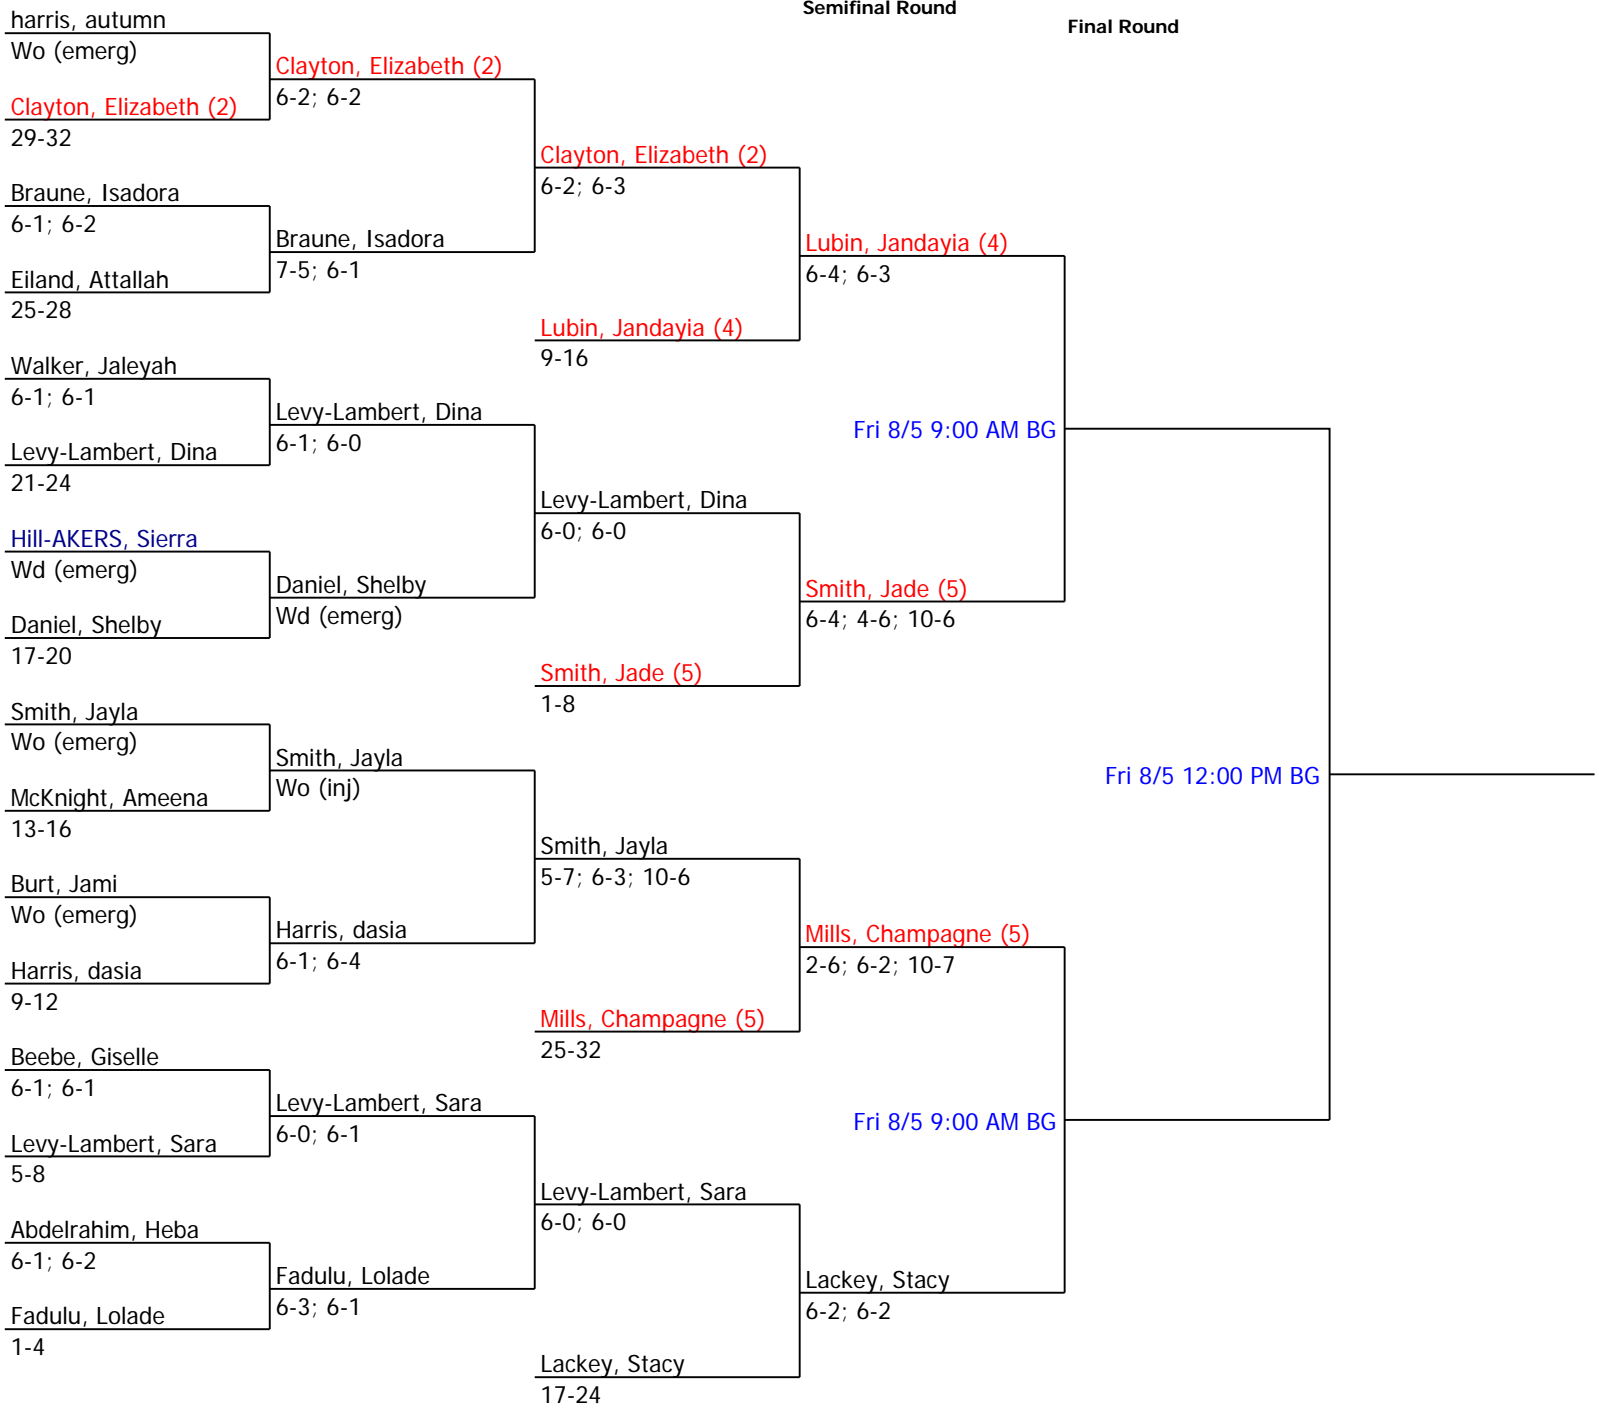 Semifinal Round
Final Round
harris, autumn
Wo (emerg)
Clayton, Elizabeth (2)
29-32
Braune, Isadora
6-1; 6-2
Eiland, Attallah
25-28
Walker, Jaleyah
6-1; 6-1
Levy-Lambert, Dina
21-24
Hill-AKERS, Sierra
Wd (emerg)
Daniel, Shelby
17-20
Smith, Jayla
Wo (emerg)
McKnight, Ameena
13-16
Burt, Jami
Wo (emerg)
Harris, dasia
9-12
Beebe, Giselle
6-1; 6-1
Levy-Lambert, Sara
5-8
Abdelrahim, Heba
6-1; 6-2
Fadulu, Lolade
1-4
Clayton, Elizabeth (2)
6-2; 6-2
Braune, Isadora
7-5; 6-1
Levy-Lambert, Dina
6-1; 6-0
Daniel, Shelby
Wd (emerg)
Smith, Jayla
Wo (inj)
Harris, dasia
6-1; 6-4
Levy-Lambert, Sara
6-0; 6-1
Fadulu, Lolade
6-3; 6-1
Clayton, Elizabeth (2)
6-2; 6-3
Lubin, Jandayia (4)
9-16
Levy-Lambert, Dina
6-0; 6-0
Smith, Jade (5)
1-8
Smith, Jayla
5-7; 6-3; 10-6
Mills, Champagne (5)
25-32
Levy-Lambert, Sara
6-0; 6-0
Lackey, Stacy
17-24
Lubin, Jandayia (4)
6-4; 6-3
Smith, Jade (5)
6-4; 4-6; 10-6
Mills, Champagne (5)
2-6; 6-2; 10-7
Lackey, Stacy
6-2; 6-2
Fri 8/5 9:00 AM BG
Fri 8/5 9:00 AM BG
Fri 8/5 12:00 PM BG